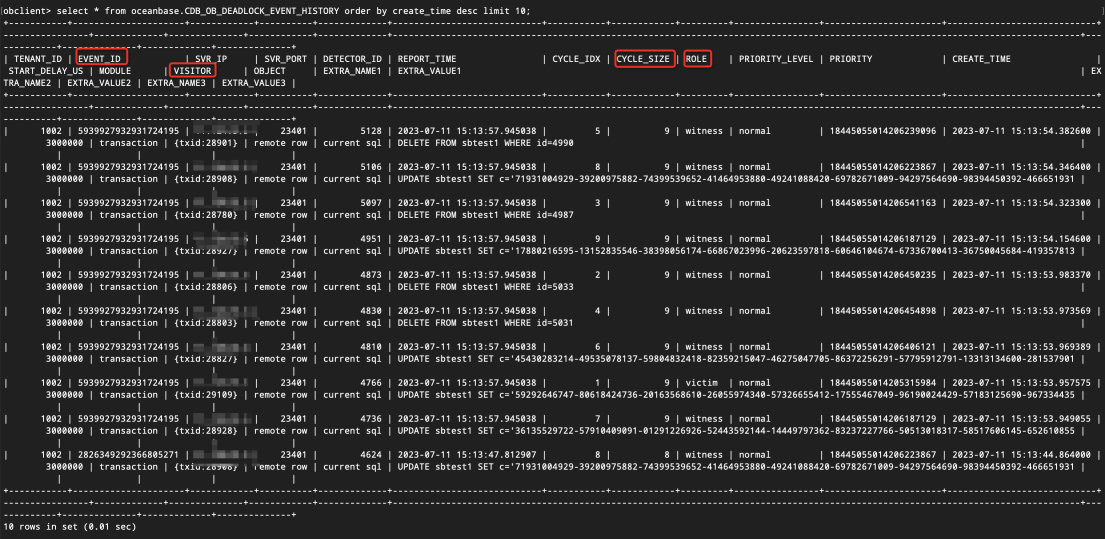 obclient> select * from oceanbase.CDB_OB_DEADLOCK_EVENT_HISTORY order by create_time desc limit 10;
| TENANT_ID | EVENT_ID | SVR_IP | SVR_PORT | DETECTOR_ID | REPORT_TIME | CYCLE_IDX | CYCLE_SIZE | ROLE | PRIORITY_LEVEL | PRIORITY | CREATE_TIME |
START_DELAY_US | MODULE | VISITOR | OBJECT | EXTRA_NAME1 | EXTRA_VALUE1 | EX
TRA_NAME2 | EXTRA_VALUE2 | EXTRA_NAME3 | EXTRA_VALUE3 |
| 1002 | 5939927932931724195 | | 23401 | 5128 | 2023-07-11 15:13:57.945038 | 5 | 9 | witness | normal | 18445055014206239096 | 2023-07-11 15:13:54.382600 |
3000000 | transaction | {txid:28901} | remote row | current sql | DELETE FROM sbtest1 WHERE id=4990 |
| 1002 | 5939927932931724195 | | 23401 | 5106 | 2023-07-11 15:13:57.945038 | 8 | 9 | witness | normal | 18445055014206223867 | 2023-07-11 15:13:54.346400 |
3000000 | transaction | {txid:28908} | remote row | current sql | UPDATE sbtest1 SET c='71931004929-39200975882-74399539652-41464953880-49241088420-69782671009-94297564690-98394450392-466651931 |
| 1002 | 5939927932931724195 | | 23401 | 5097 | 2023-07-11 15:13:57.945038 | 3 | 9 | witness | normal | 18445055014206541163 | 2023-07-11 15:13:54.323300 |
3000000 | transaction | {txid:28780} | remote row | current sql | DELETE FROM sbtest1 WHERE id=4987 |
| 1002 | 5939927932931724195 | | 23401 | 4951 | 2023-07-11 15:13:57.945038 | 9 | 9 | witness | normal | 18445055014206187129 | 2023-07-11 15:13:54.154600 |
3000000 | transaction | {txid:28927} | remote row | current sql | UPDATE sbtest1 SET c='17880216595-13152835546-38398056174-66867023996-20623597818-60646104674-67336700413-36750045684-419357813 |
| 1002 | 5939927932931724195 | | 23401 | 4873 | 2023-07-11 15:13:57.945038 | 2 | 9 | witness | normal | 18445055014206450235 | 2023-07-11 15:13:53.983370 |
3000000 | transaction | {txid:28806} | remote row | current sql | DELETE FROM sbtest1 WHERE id=5033 |
| 1002 | 5939927932931724195 | | 23401 | 4830 | 2023-07-11 15:13:57.945038 | 4 | 9 | witness | normal | 18445055014206454898 | 2023-07-11 15:13:53.973569 |
3000000 | transaction | {txid:28803} | remote row | current sql | DELETE FROM sbtest1 WHERE id=5031 |
| 1002 | 5939927932931724195 | | 23401 | 4810 | 2023-07-11 15:13:57.945038 | 6 | 9 | witness | normal | 18445055014206406121 | 2023-07-11 15:13:53.969389 |
3000000 | transaction | {txid:28827} | remote row | current sql | UPDATE sbtest1 SET c='45430283214-49535078137-59804832418-82359215047-46275047705-86372256291-57795912791-13313134600-281537901 |
| 1002 | 5939927932931724195 | | 23401 | 4766 | 2023-07-11 15:13:57.945038 | 1 | 9 | victim | normal | 18445055014205315984 | 2023-07-11 15:13:53.957575 |
3000000 | transaction | {txid:29109} | remote row | current sql | UPDATE sbtest1 SET c='59292646747-80618424736-20163568610-26055974340-57326655412-17555467049-96190024429-57183125690-967334435 |
| 1002 | 5939927932931724195 | | 23401 | 4736 | 2023-07-11 15:13:57.945038 | 7 | 9 | witness | normal | 18445055014206187129 | 2023-07-11 15:13:53.949055 |
3000000 | transaction | {txid:28928} | remote row | current sql | UPDATE sbtest1 SET c='36135529722-57910409091-01291226926-52443592144-14449797362-83237227766-50513018317-58517606145-652610855 |
| 1002 | 2826349292366805271 | | 23401 | 4624 | 2023-07-11 15:13:47.812907 | 8 | 8 | witness | normal | 18445055014206223867 | 2023-07-11 15:13:44.864000 |
3000000 | transaction | {txid:28908} | remote row | current sql | UPDATE sbtest1 SET c='71931004929-39200975882-74399539652-41464953880-49241088420-69782671009-94297564690-98394450392-466651931 |
10 rows in set (0.01 sec)